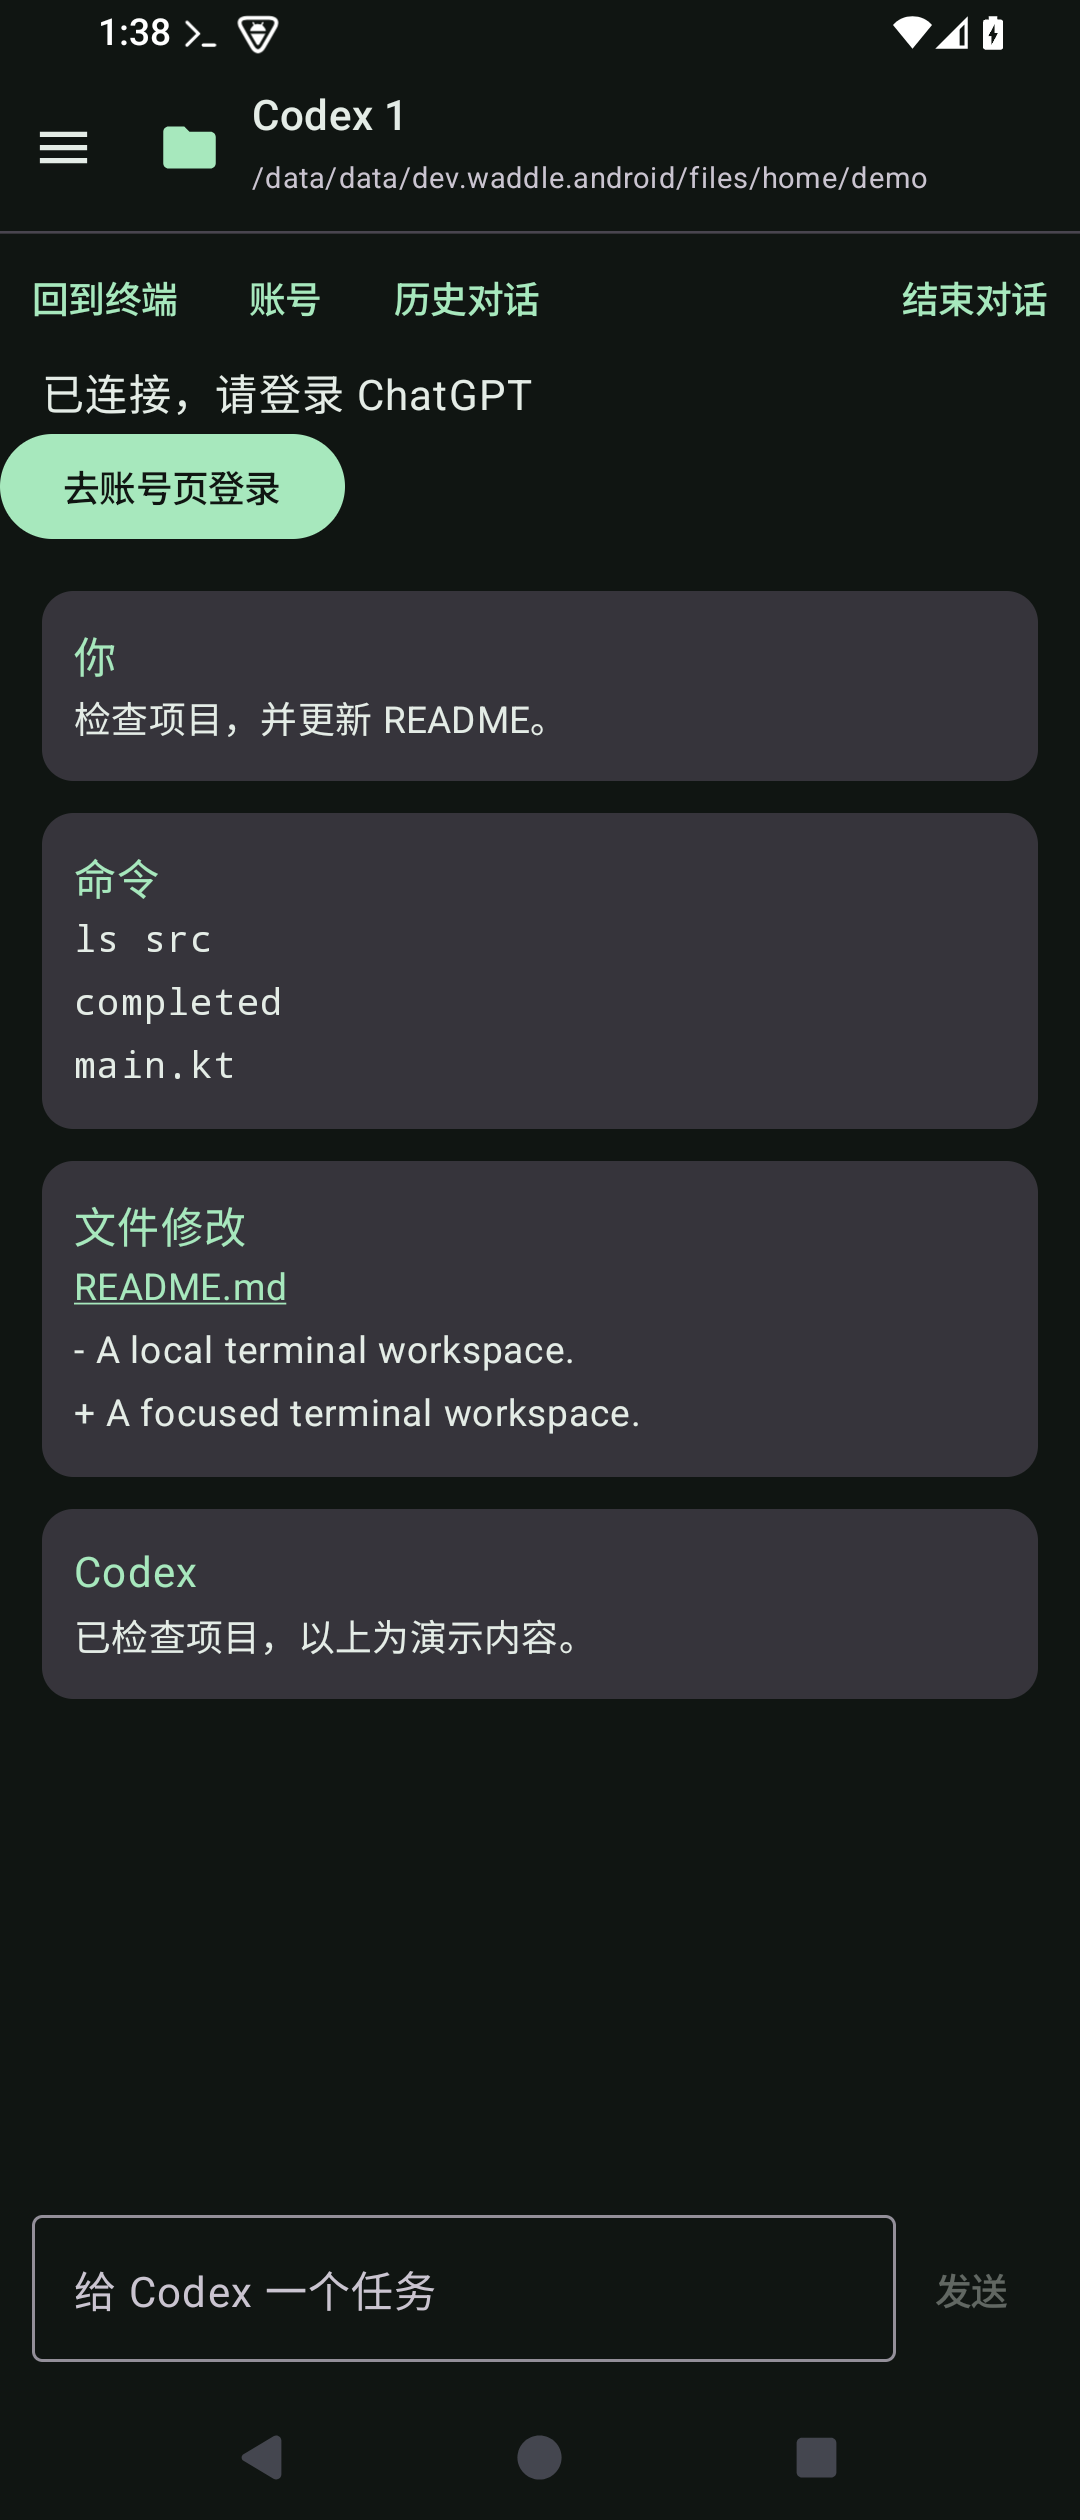 1:38
Codex 1
/data/data/dev.waddle.android/files/home/demo
回到终端 账号 历史对话 结束对话
已连接，请登录 ChatGPT
去账号页登录
你
检查项目，并更新 README。
命令
ls src
completed
main.kt
文件修改
README.md
- A local terminal workspace.
+ A focused terminal workspace.
Codex
已检查项目，以上为演示内容。
给 Codex 一个任务
发送